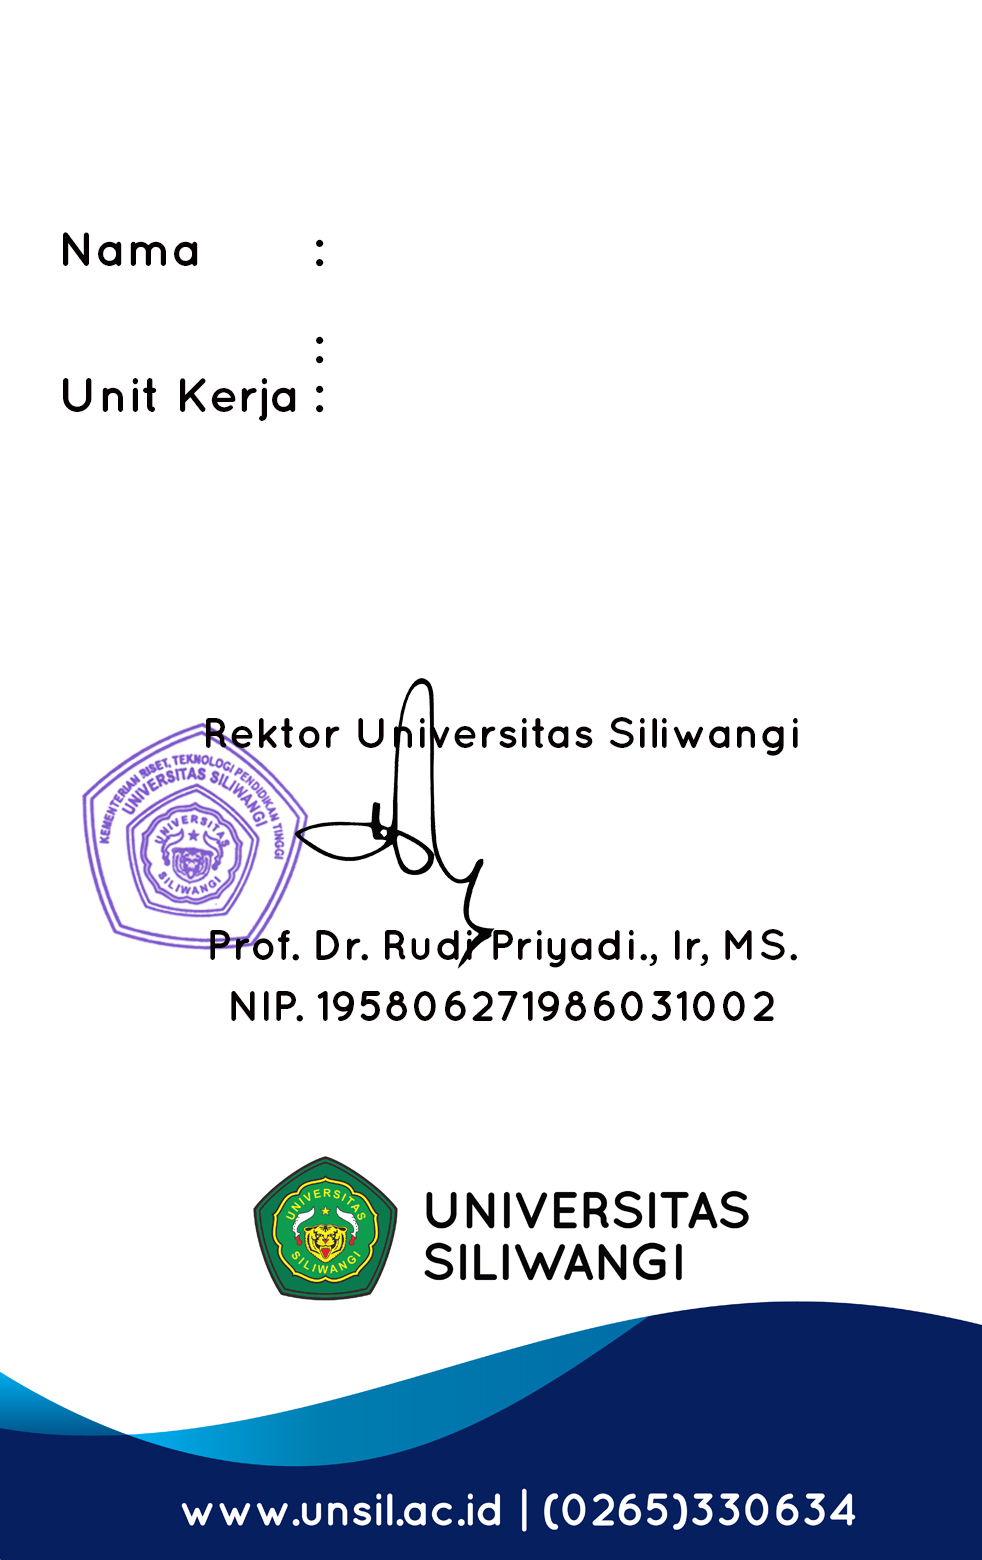 Nama :
:
Unit Kerja :
Rektor Universitas Siliwangi
KEMENTERIAN RISET, TEKNOLOGI PENDIDIKAN TINGGI
UNIVERSITAS SILIWANGI
UNIVERSITAS
SILIWANGI
Prof. Dr. Rudi Priyadi., Ir, MS.
NIP. 195806271986031002
UNIVERSITAS
SILIWANGI
UNIVERSITAS
SILIWANGI
www.unsil.ac.id | (0265)330634